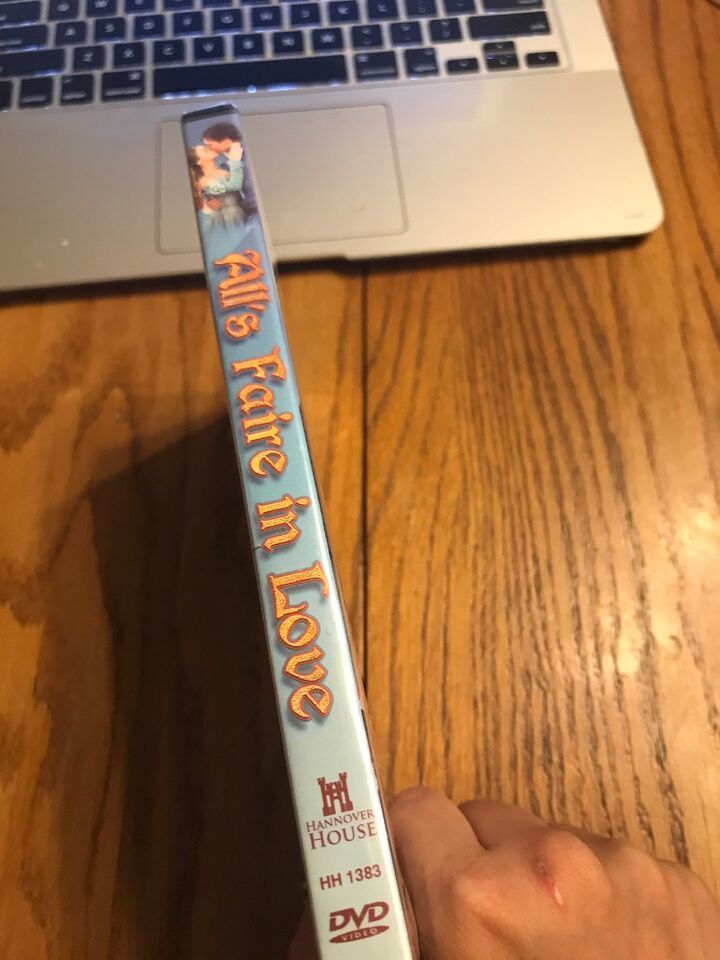 All's Faire in Love
HANNOVER
HOUSE
HH 1383
DVD
VIDEO